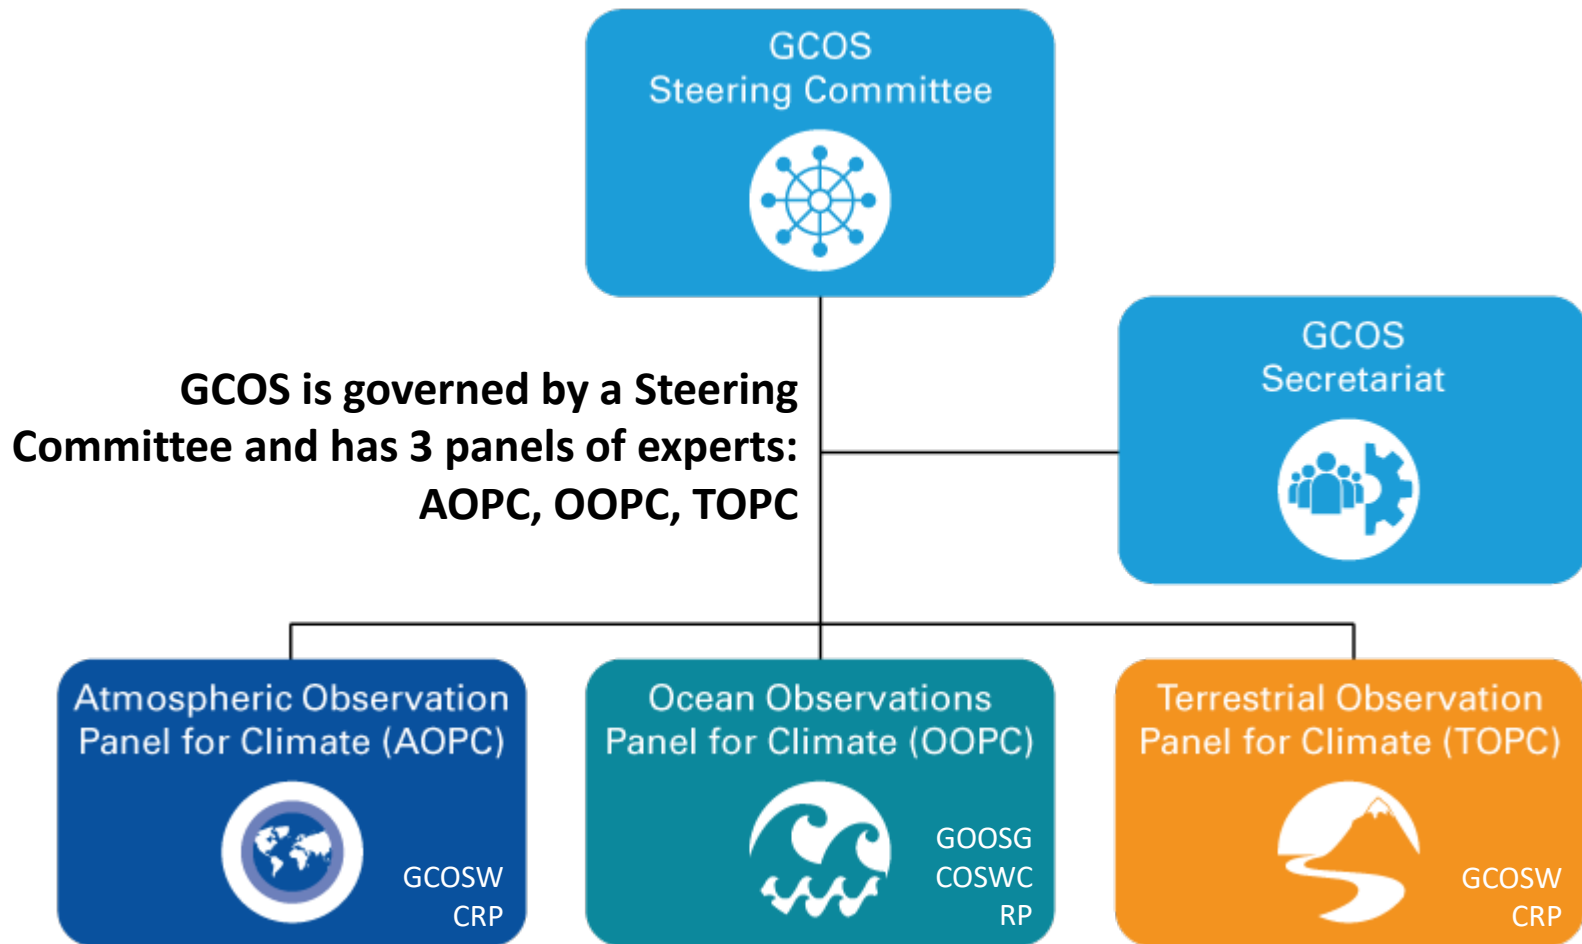 GCOS
Steering Committee
GCOS is governed by a Steering
Committee and has 3 panels of experts:
AOPC, OOPC, TOPC
GCOS
Secretariat
Atmospheric Observation
Panel for Climate (AOPC)
GCOSW
CRP
Ocean Observations
Panel for Climate (OOPC)
GOOSG
COSWC
RP
Terrestrial Observation
Panel for Climate (TOPC)
GCOSW
CRP